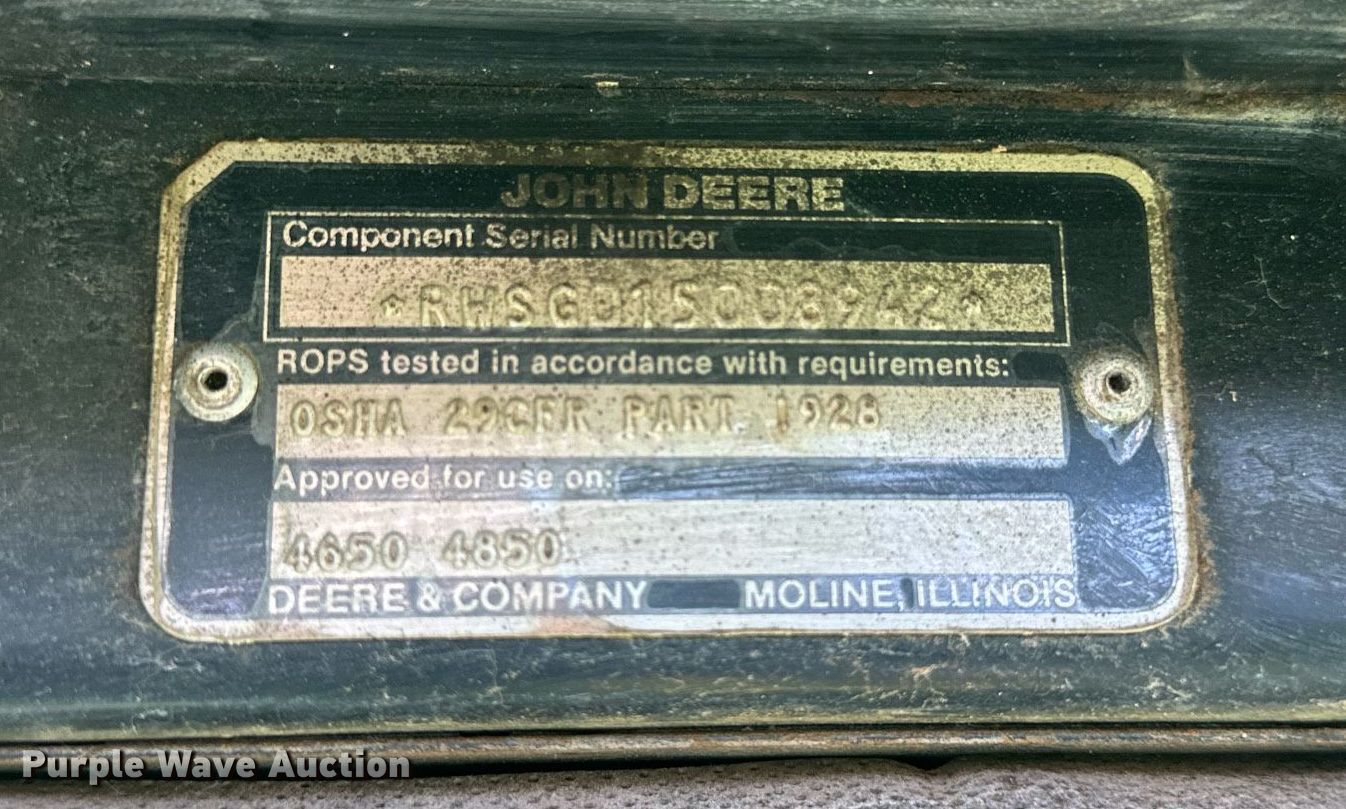 JOHN DEERE
Component Serial Number
*RWSG015008942*
ROPS tested in accordance with requirements:
OSHA 29CFR PART 1928
Approved for use on:
4650 4850
DEERE & COMPANY MOLINE, ILLINOIS
Purple Wave Auction